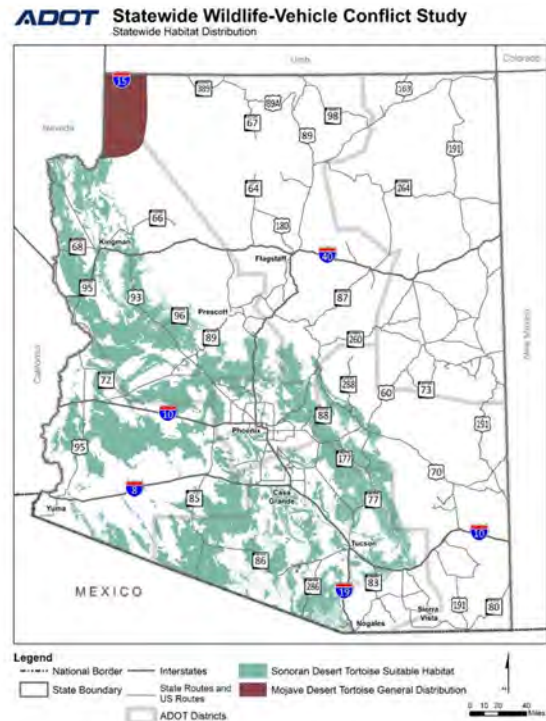 ADOT Statewide Wildlife-Vehicle Conflict Study
Statewide Habitat Distribution
Utah
Colorado
15
389
89A
67
89
98
163
191
Nevada
64
264
66
180
68
Kingman
Flagstaff
40
95
93
87
96
Prescott
89
260
California
New Mexico
72
288
60
73
88
10
Phoenix
191
95
177
70
8
85
Casa
Grande
77
Yuma
Tucson
10
86
MEXICO
286
19
83
191
80
Sierra
Vista
Nogales
Legend
National Border
Interstates
Sonoran Desert Tortoise Suitable Habitat
State Boundary
State Routes and
US Routes
Mojave Desert Tortoise General Distribution
ADOT Districts
0 10 20 40
Miles